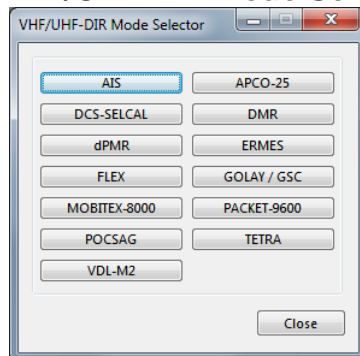 VHF/UHF-DIR Mode Selector
AIS
APCO-25
DCS-SELCAL
DMR
dPMR
ERMES
FLEX
GOLAY / GSC
MOBITEX-8000
PACKET-9600
POCSAG
TETRA
VDL-M2
Close